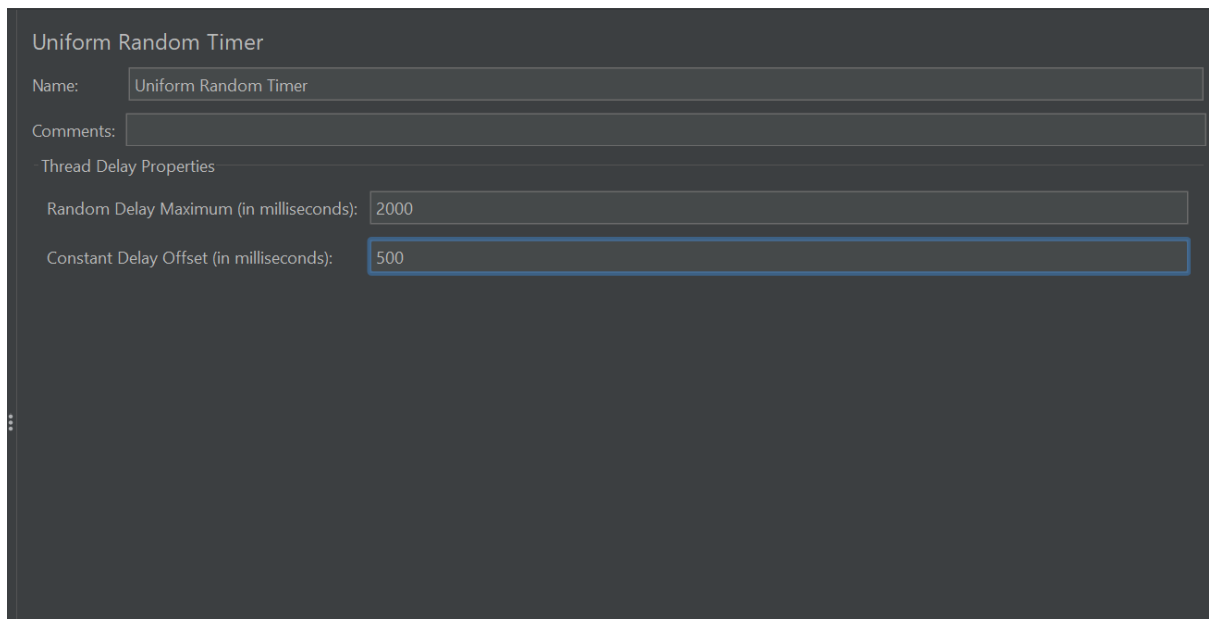 Uniform Random Timer
Name: Uniform Random Timer
Comments:
Thread Delay Properties
Random Delay Maximum (in milliseconds): 2000
Constant Delay Offset (in milliseconds): 500